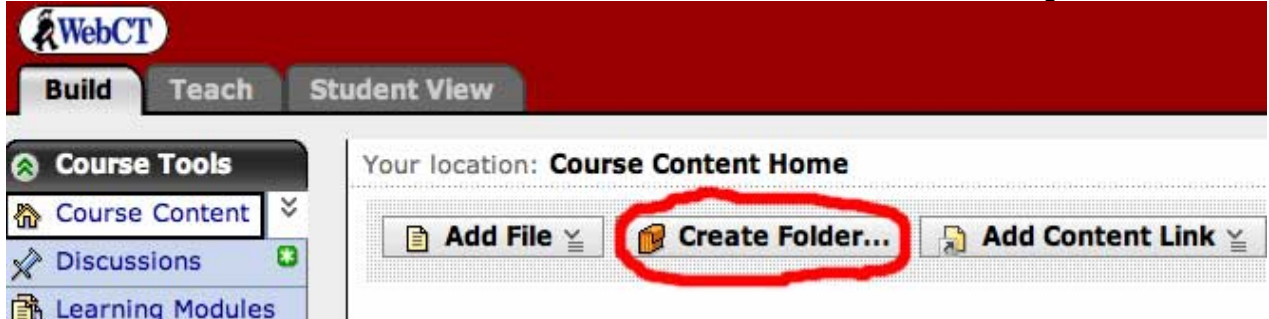 WebCT
Build Teach Student View
Course Tools
Your location: Course Content Home
Course Content
Add File Create Folder... Add Content Link
Discussions
Learning Modules